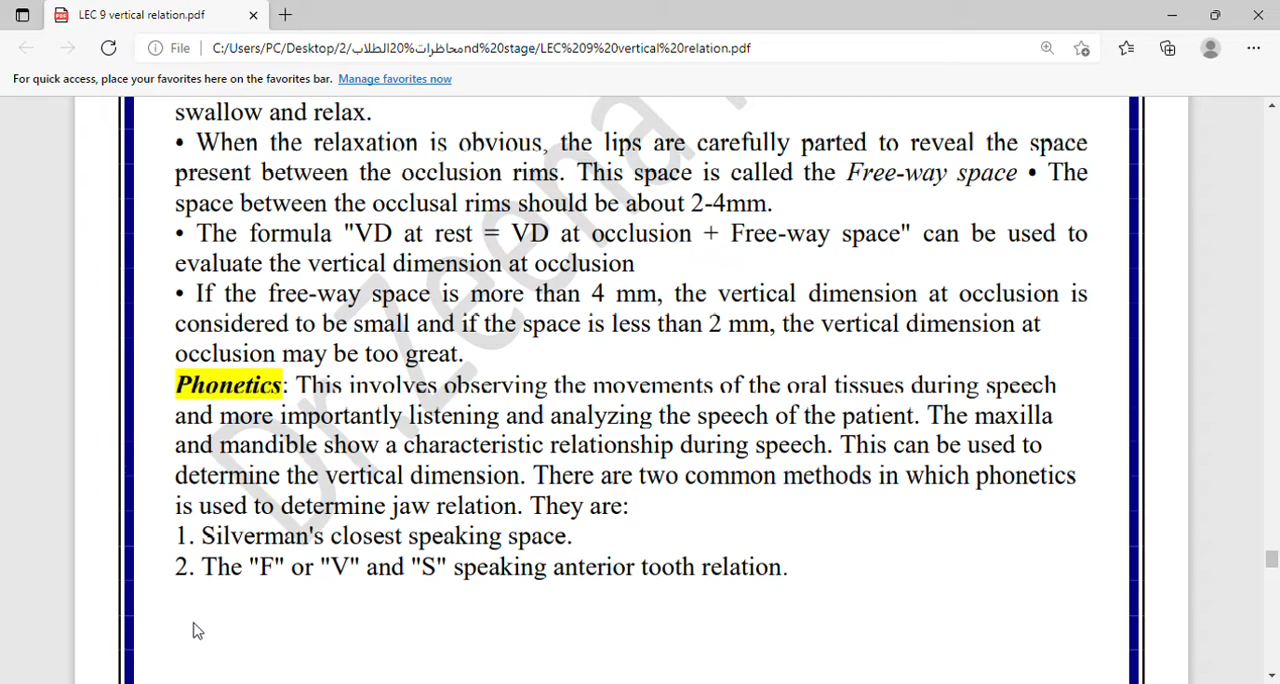 LEC 9 vertical relation.pdf
File
C:/Users/PC/Desktop/2/محاظرات%20الطلاب/2nd%20stage/LEC%209%20vertical%20relation.pdf
For quick access, place your favorites here on the favorites bar. Manage favorites now
swallow and relax.
• When the relaxation is obvious, the lips are carefully parted to reveal the space
present between the occlusion rims. This space is called the Free-way space • The
space between the occlusal rims should be about 2-4mm.
• The formula "VD at rest = VD at occlusion + Free-way space" can be used to
evaluate the vertical dimension at occlusion
• If the free-way space is more than 4 mm, the vertical dimension at occlusion is
considered to be small and if the space is less than 2 mm, the vertical dimension at
occlusion may be too great.
Phonetics: This involves observing the movements of the oral tissues during speech
and more importantly listening and analyzing the speech of the patient. The maxilla
and mandible show a characteristic relationship during speech. This can be used to
determine the vertical dimension. There are two common methods in which phonetics
is used to determine jaw relation. They are:
1. Silverman's closest speaking space.
2. The "F" or "V" and "S" speaking anterior tooth relation.
Dr.Zeena